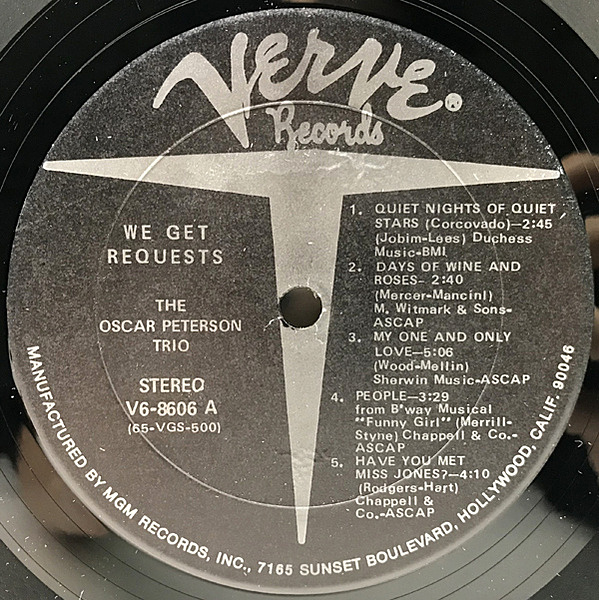 Verve®
Records
WE GET
REQUESTS
THE
OSCAR PETERSON
TRIO
STEREO
V6-8606 A
(65-VGS-500)
1. QUIET NIGHTS OF QUIET
STARS (Corcovado)—2:45
(Jobim-Lees) Duchess
Music-BMI
2. DAYS OF WINE AND
ROSES— 2:40
(Mercer-Mancini)
M. Witmark & Sons-
ASCAP
3. MY ONE AND ONLY
LOVE—5:06
(Wood-Mellin)
Sherwin Music-ASCAP
4. PEOPLE—3:29
from B'way Musical
"Funny Girl" (Merrill-
Styne) Chappell & Co.-
ASCAP
5. HAVE YOU MET
MISS JONES?—4:10
(Rodgers-Hart)
Chappell &
Co.-ASCAP
MANUFACTURED BY MGM RECORDS, INC., 7165 SUNSET BOULEVARD, HOLLYWOOD, CALIF. 90046